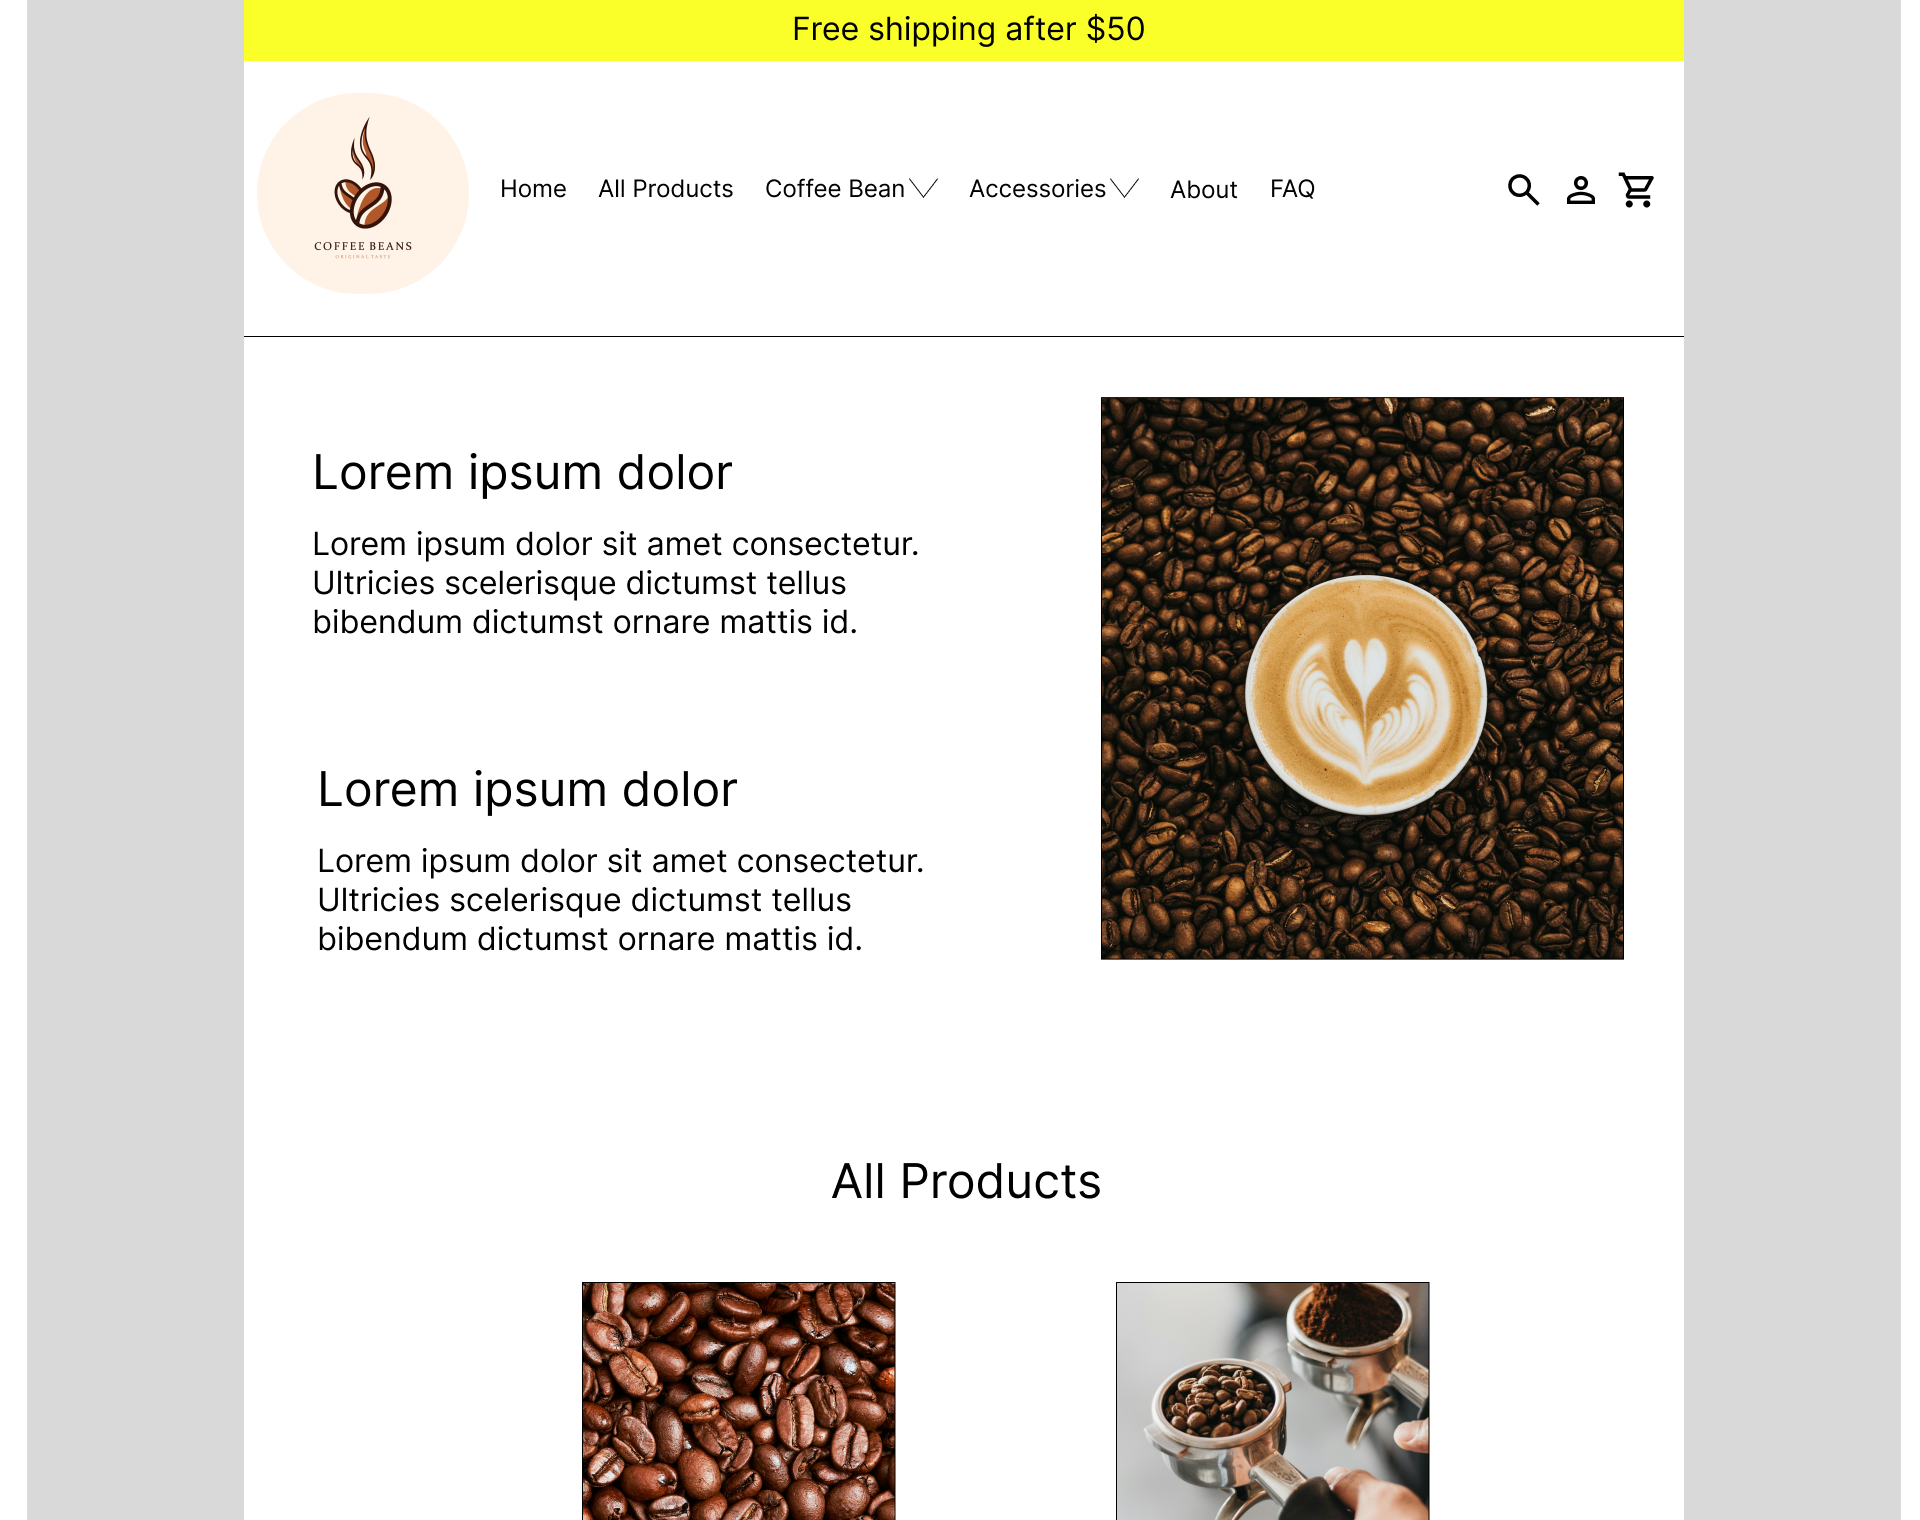 Free shipping after $50
COFFEE BEANS
ORIGINAL TASTE
Home All Products Coffee Bean Accessories About FAQ
Lorem ipsum dolor
Lorem ipsum dolor sit amet consectetur.
Ultricies scelerisque dictumst tellus
bibendum dictumst ornare mattis id.
Lorem ipsum dolor
Lorem ipsum dolor sit amet consectetur.
Ultricies scelerisque dictumst tellus
bibendum dictumst ornare mattis id.
All Products